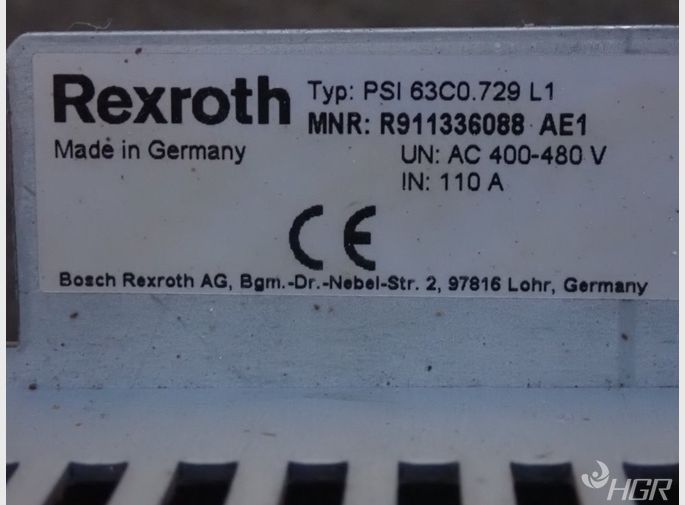 Rexroth
Typ: PSI 63C0.729 L1
MNR: R911336088 AE1
Made in Germany
UN: AC 400-480 V
IN: 110 A
CE
Bosch Rexroth AG, Bgm.-Dr.-Nebel-Str. 2, 97816 Lohr, Germany
HGR